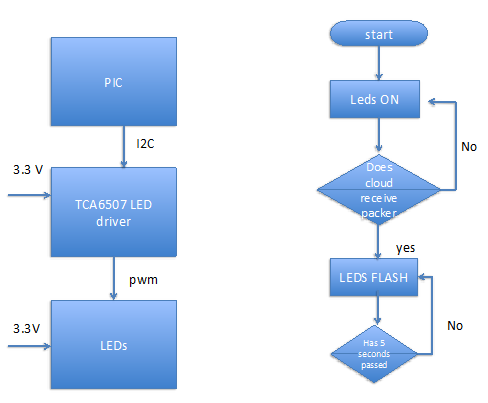 PIC
I2C
3.3 V
TCA6507 LED
driver
pwm
3.3V
LEDs
start
Leds ON
No
Does
cloud
receive
packer
yes
LEDS FLASH
No
Has 5
seconds
passed